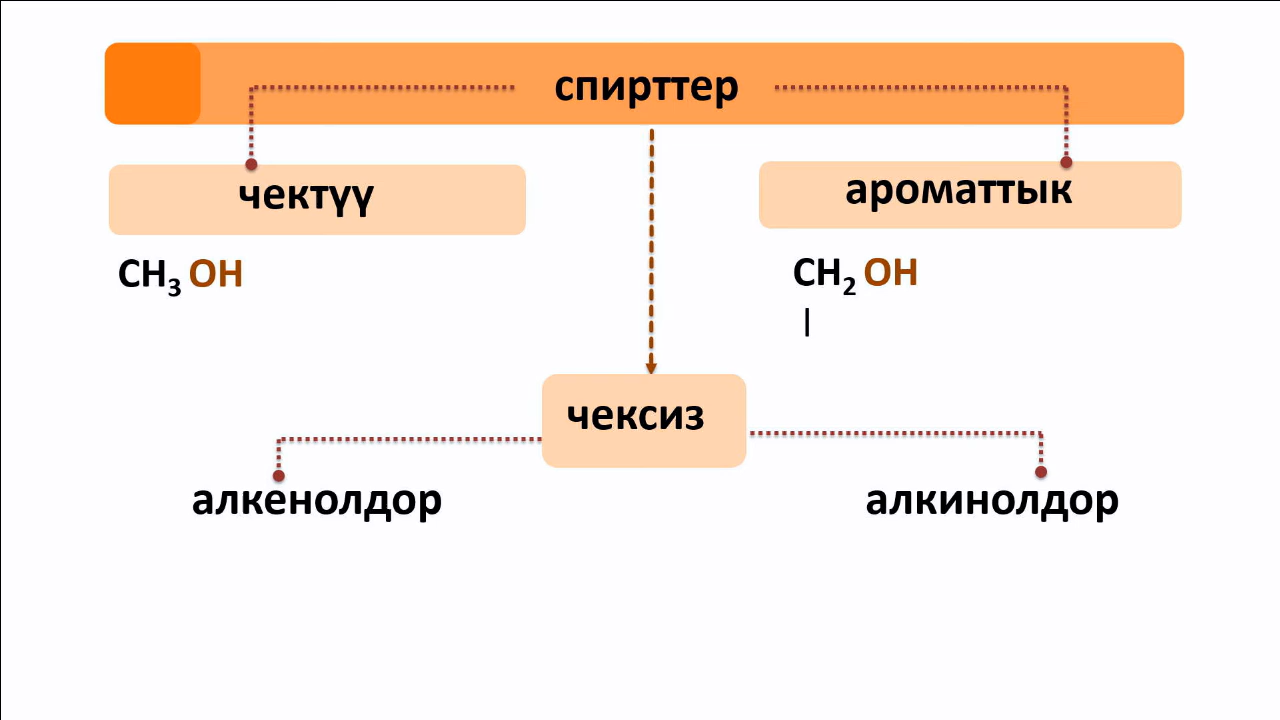 спирттер
чектүү
ароматтык
CH₃ OH
CH₂ OH
|
чексиз
алкенолдор
алкинолдор